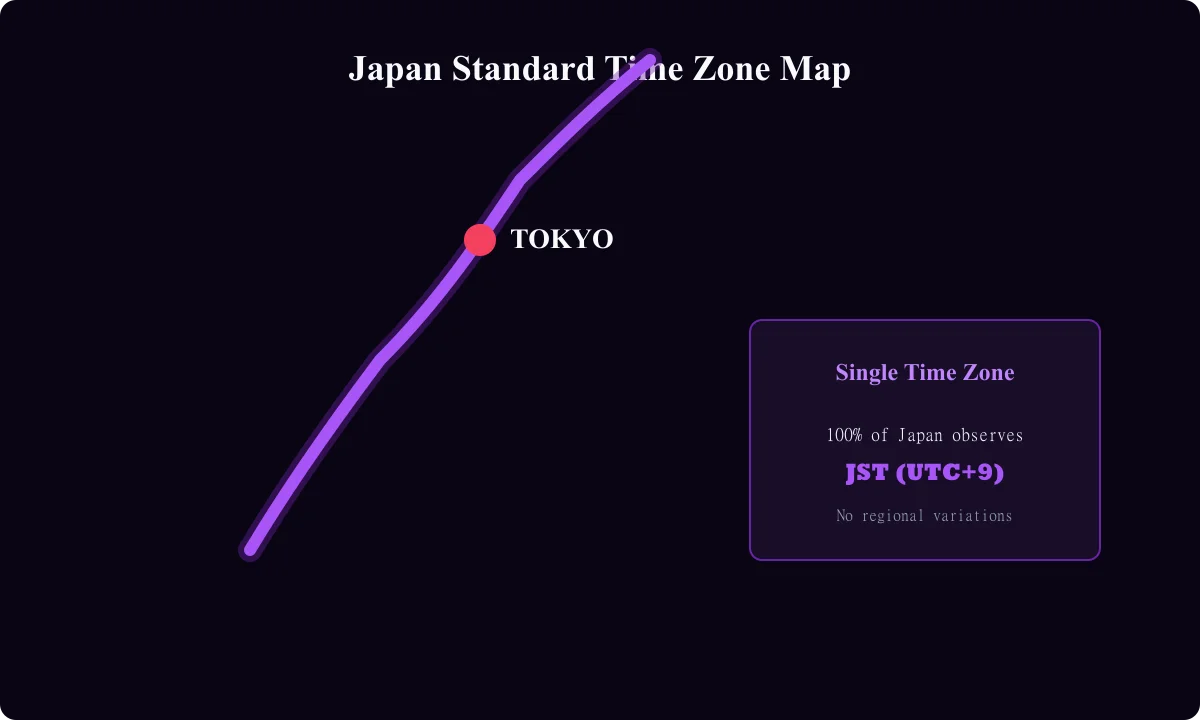 Japan Standard Time Zone Map
TOKYO
Single Time Zone
100% of Japan observes
JST (UTC+9)
No regional variations